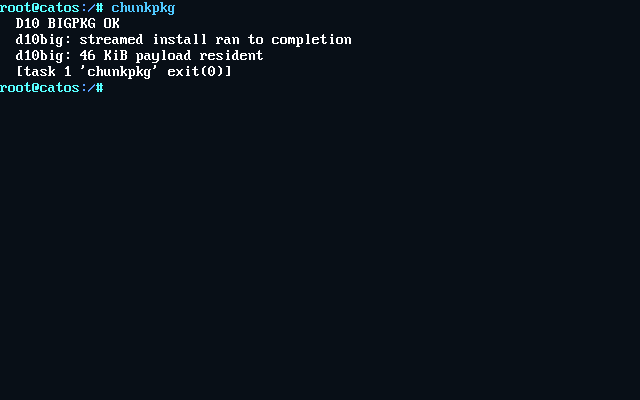 root@catos:/# chunkpkg
D10 BIGPKG OK
d10big: streamed install ran to completion
d10big: 46 KiB payload resident
[task 1 'chunkpkg' exit(0)]
root@catos:/#